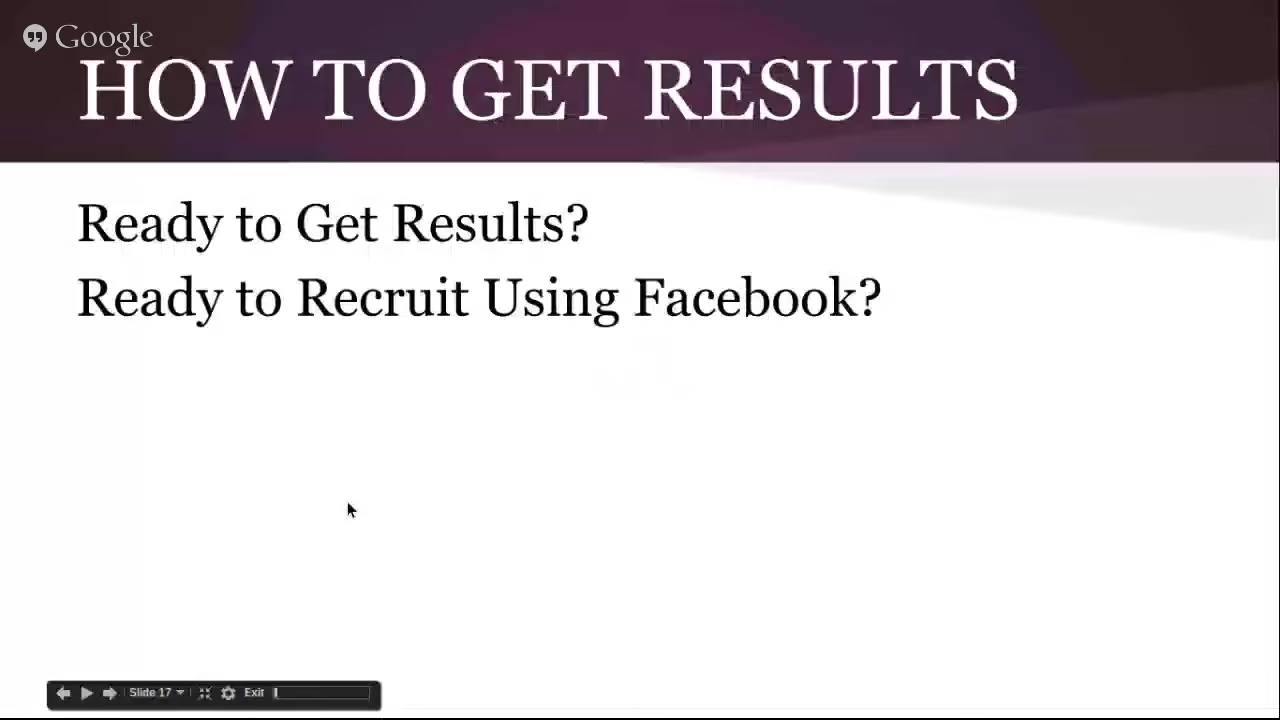 Google
HOW TO GET RESULTS
Ready to Get Results?
Ready to Recruit Using Facebook?
Slide 17 Exit